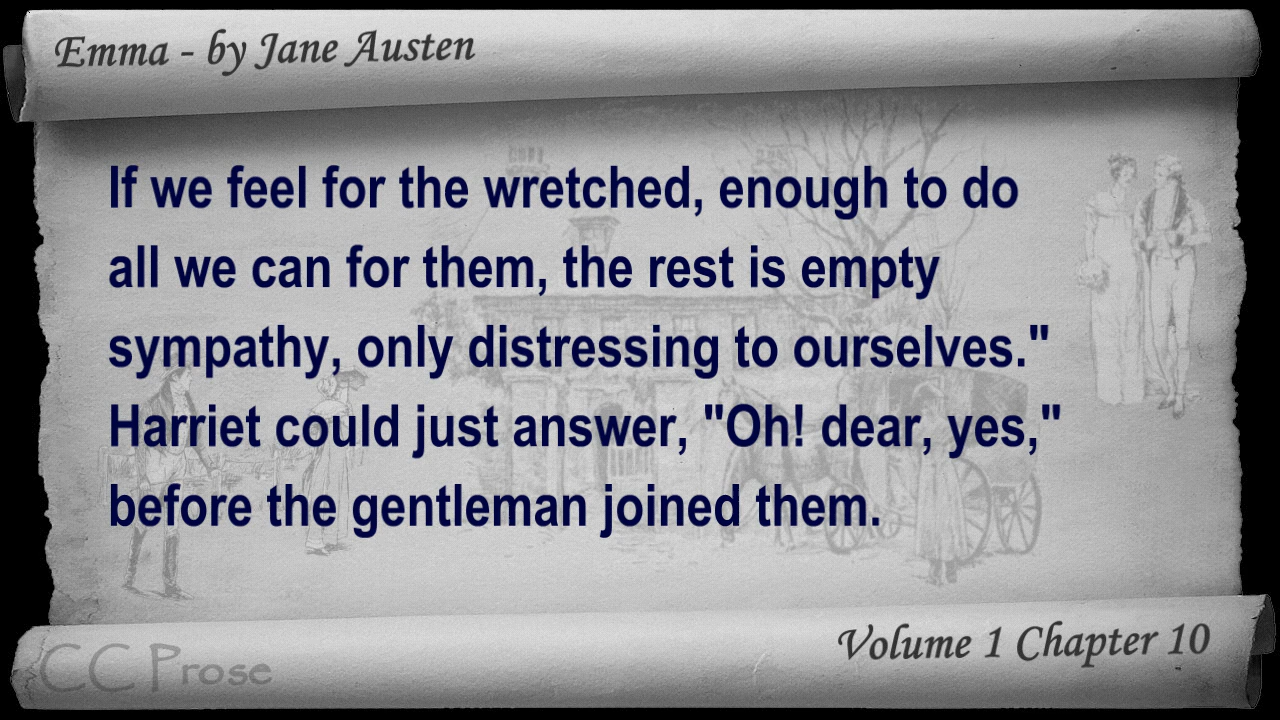 Emma - by Jane Austen
If we feel for the wretched, enough to do
all we can for them, the rest is empty
sympathy, only distressing to ourselves."
Harriet could just answer, "Oh! dear, yes,"
before the gentleman joined them.
Volume 1 Chapter 10
CC Prose